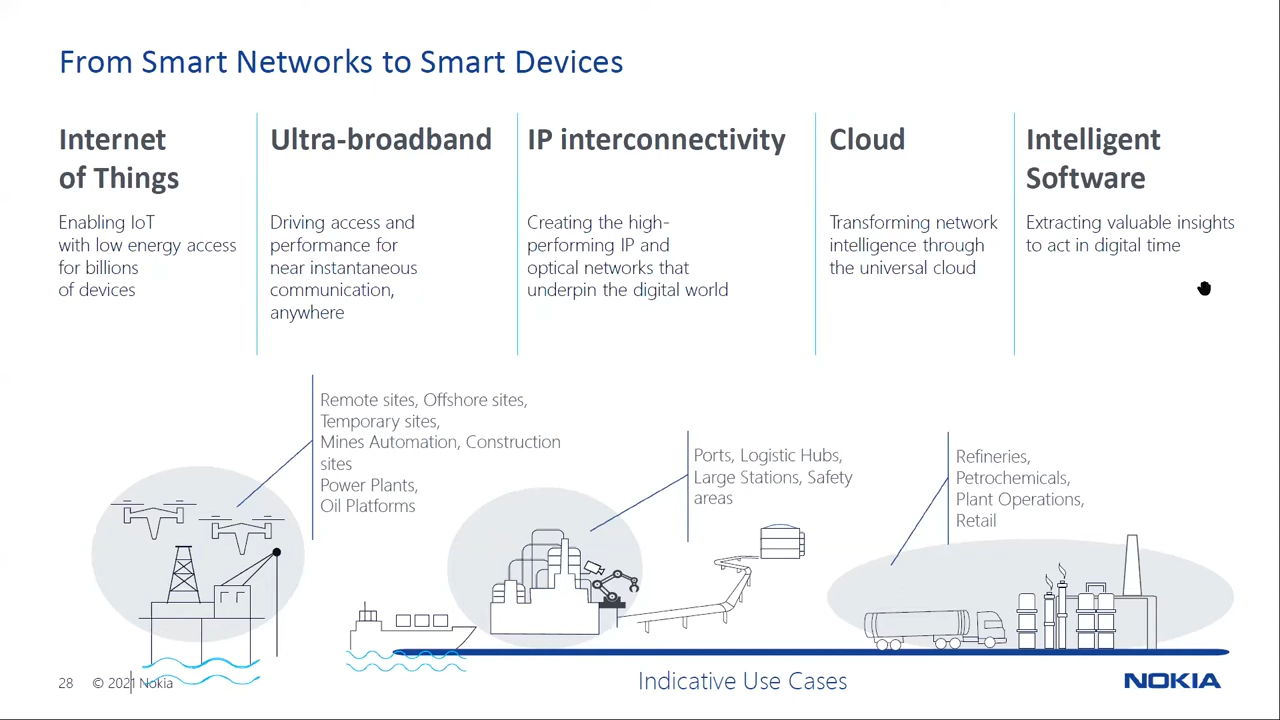 From Smart Networks to Smart Devices
Internet
of Things
Enabling IoT
with low energy access
for billions
of devices
Ultra-broadband
Driving access and
performance for
near instantaneous
communication,
anywhere
IP interconnectivity
Creating the high-
performing IP and
optical networks that
underpin the digital world
Cloud
Transforming network
intelligence through
the universal cloud
Intelligent
Software
Extracting valuable insights
to act in digital time
Remote sites, Offshore sites,
Temporary sites,
Mines Automation, Construction
sites
Power Plants,
Oil Platforms
Ports, Logistic Hubs,
Large Stations, Safety
areas
Refineries,
Petrochemicals,
Plant Operations,
Retail
28 © 2021 Nokia
Indicative Use Cases
NOKIA